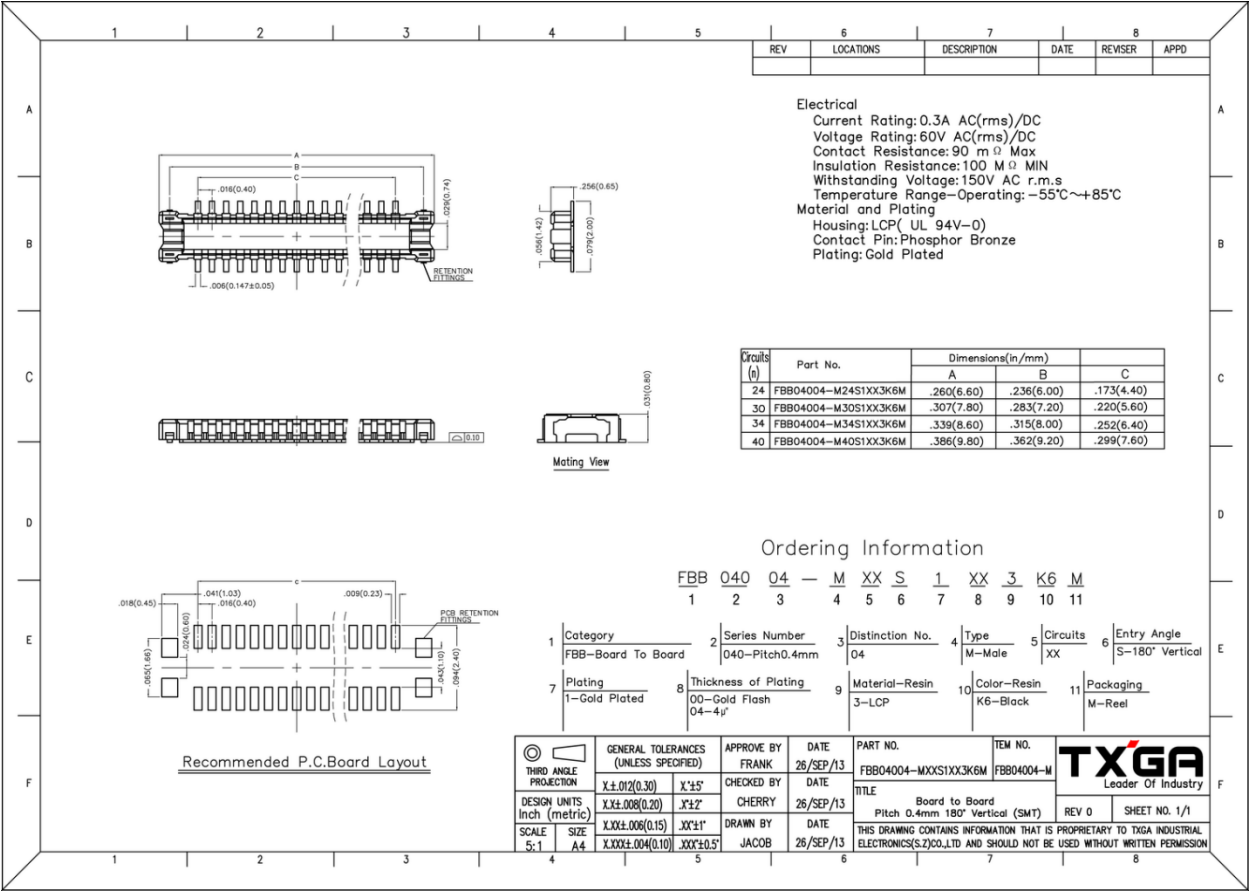 1 2 3 4 5 6 7 8
REV LOCATIONS DESCRIPTION DATE REVISER APPD
A
B
C
D
E
F
A
B
C
D
E
F
Electrical
Current Rating:0.3A AC(rms)/DC
Voltage Rating:60V AC(rms)/DC
Contact Resistance:90 mΩ Max
Insulation Resistance:100 MΩ MIN
Withstanding Voltage:150V AC r.m.s
Temperature Range-Operating:-55℃~+85℃
Material and Plating
Housing:LCP( UL 94V-0)
Contact Pin:Phosphor Bronze
Plating:Gold Plated
A
B
C
.016(0.40)
.029(0.74)
RETENTION
FITTINGS
.006(0.147±0.05)
.256(0.65)
.056(1.42)
.079(2.00)
0.10
.031(0.80)
Mating View
Circuits (n) Part No. Dimensions(in/mm)
A B C
24 FBB04004-M24S1XX3K6M .260(6.60) .236(6.00) .173(4.40)
30 FBB04004-M30S1XX3K6M .307(7.80) .283(7.20) .220(5.60)
34 FBB04004-M34S1XX3K6M .339(8.60) .315(8.00) .252(6.40)
40 FBB04004-M40S1XX3K6M .386(9.80) .362(9.20) .299(7.60)
c
.041(1.03)
.009(0.23)
.018(0.45)
.016(0.40)
.024(0.60)
PCB RETENTION
FITTINGS
.065(1.66)
.043(1.10)
.094(2.40)
Recommended P.C.Board Layout
Ordering Information
FBB 040 04 - M XX S 1 XX 3 K6 M
1 2 3 4 5 6 7 8 9 10 11
1 Category
FBB-Board To Board
2 Series Number
040-Pitch0.4mm
3 Distinction No.
04
4 Type
M-Male
5 Circuits
XX
6 Entry Angle
S-180° Vertical
7 Plating
1-Gold Plated
8 Thickness of Plating
00-Gold Flash
04-4μ"
9 Material-Resin
3-LCP
10 Color-Resin
K6-Black
11 Packaging
M-Reel
THIRD ANGLE
PROJECTION
DESIGN UNITS
Inch (metric)
SCALE SIZE
5:1 A4
GENERAL TOLERANCES
(UNLESS SPECIFIED)
X.±.012(0.30) X.°±5°
X.X±.008(0.20) .X°±2°
X.XX±.006(0.15) .XX°±1°
X.XXX±.004(0.10) .XXX°±0.5°
APPROVE BY DATE
FRANK 26/SEP/13
CHECKED BY DATE
CHERRY 26/SEP/13
DRAWN BY DATE
JACOB 26/SEP/13
PART NO. TEM NO.
FBB04004-MXXS1XX3K6M FBB04004-M
TITLE
Board to Board
Pitch 0.4mm 180° Vertical (SMT)
TXGA
Leader Of Industry
REV 0 SHEET NO. 1/1
THIS DRAWING CONTAINS INFORMATION THAT IS PROPRIETARY TO TXGA INDUSTRIAL
ELECTRONICS(S.Z)CO.,LTD AND SHOULD NOT BE USED WITHOUT WRITTEN PERMISSION
1 2 3 4 5 6 7 8